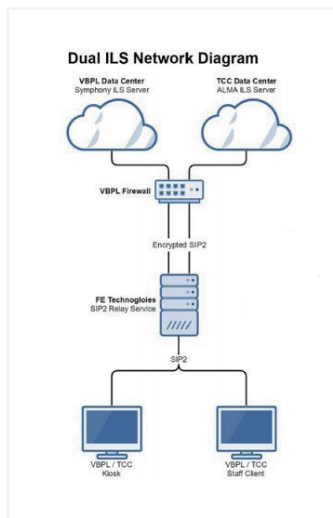 Dual ILS Network Diagram
VBPL Data Center
Symphony ILS Server
TCC Data Center
ALMA ILS Server
VBPL Firewall
Encrypted SIP2
FE Technologies
SIP2 Relay Service
SIP2
VBPL / TCC
Kiosk
VBPL / TCC
Staff Client